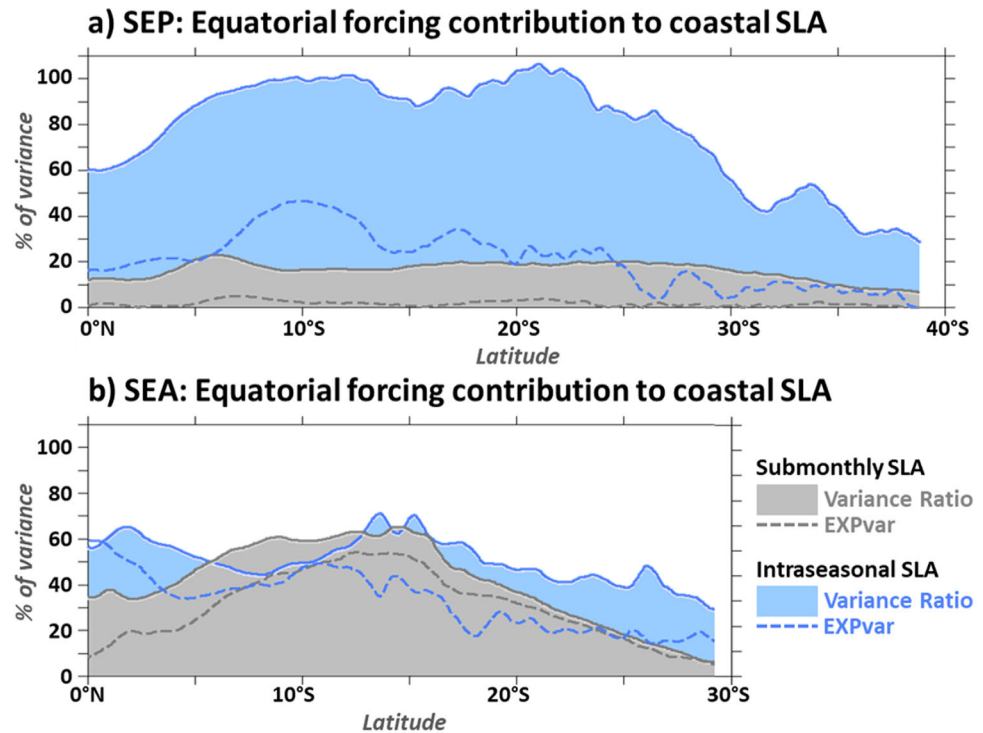 a) SEP: Equatorial forcing contribution to coastal SLA
% of variance
100
80
60
40
20
0
0°N 10°S 20°S 30°S 40°S
Latitude
b) SEA: Equatorial forcing contribution to coastal SLA
% of variance
100
80
60
40
20
0
0°N 10°S 20°S 30°S
Latitude
Submonthly SLA
Variance Ratio
EXPvar
Intraseasonal SLA
Variance Ratio
EXPvar